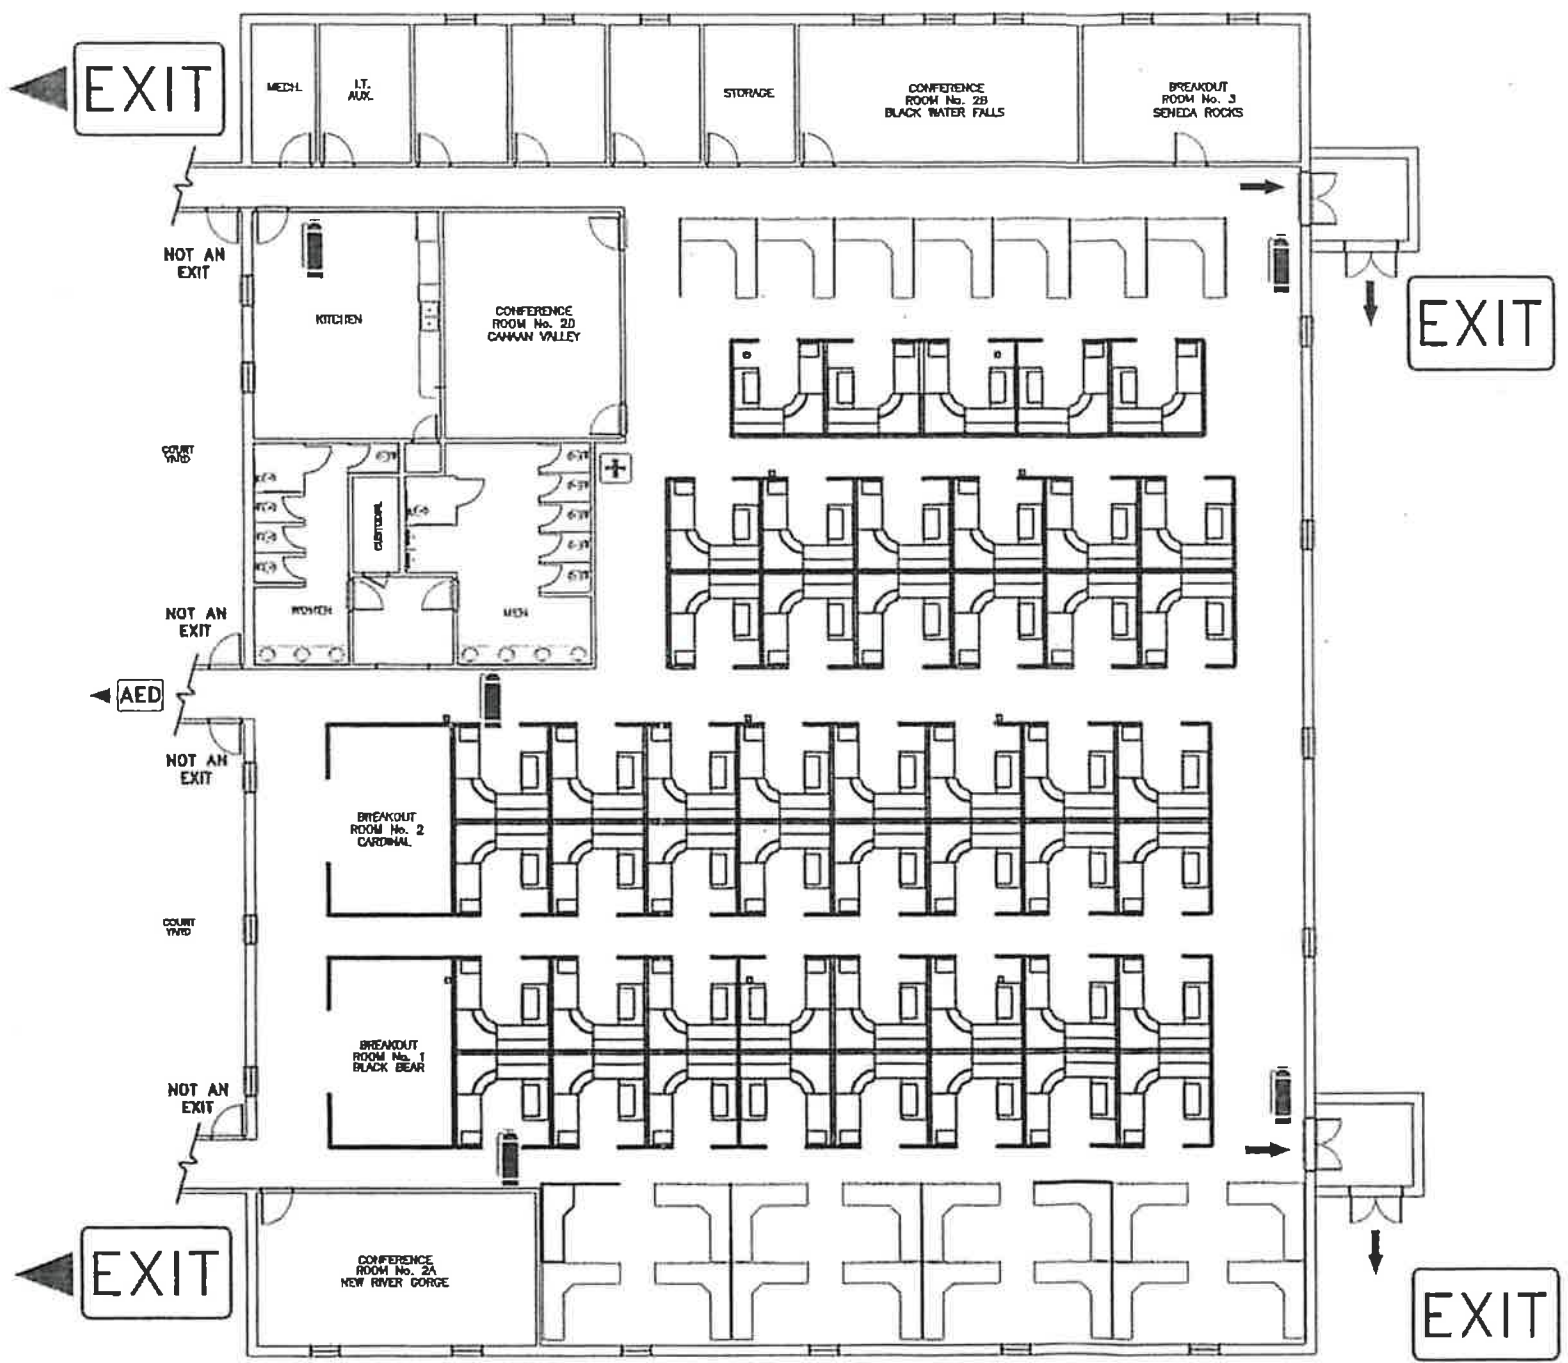 EXIT
MECH.
I.T.
AUX.
STORAGE
CONFERENCE
ROOM No. 2B
BLACK WATER FALLS
BREAKOUT
ROOM No. 3
SENECA ROCKS
NOT AN
EXIT
KITCHEN
CONFERENCE
ROOM No. 2D
CANAAN VALLEY
EXIT
COURT
YARD
CUSTODIAL
NOT AN
EXIT
WOMEN
MEN
AED
NOT AN
EXIT
BREAKOUT
ROOM No. 2
CARDINAL
COURT
YARD
BREAKOUT
ROOM No. 1
BLACK BEAR
NOT AN
EXIT
EXIT
CONFERENCE
ROOM No. 2A
NEW RIVER GORGE
EXIT